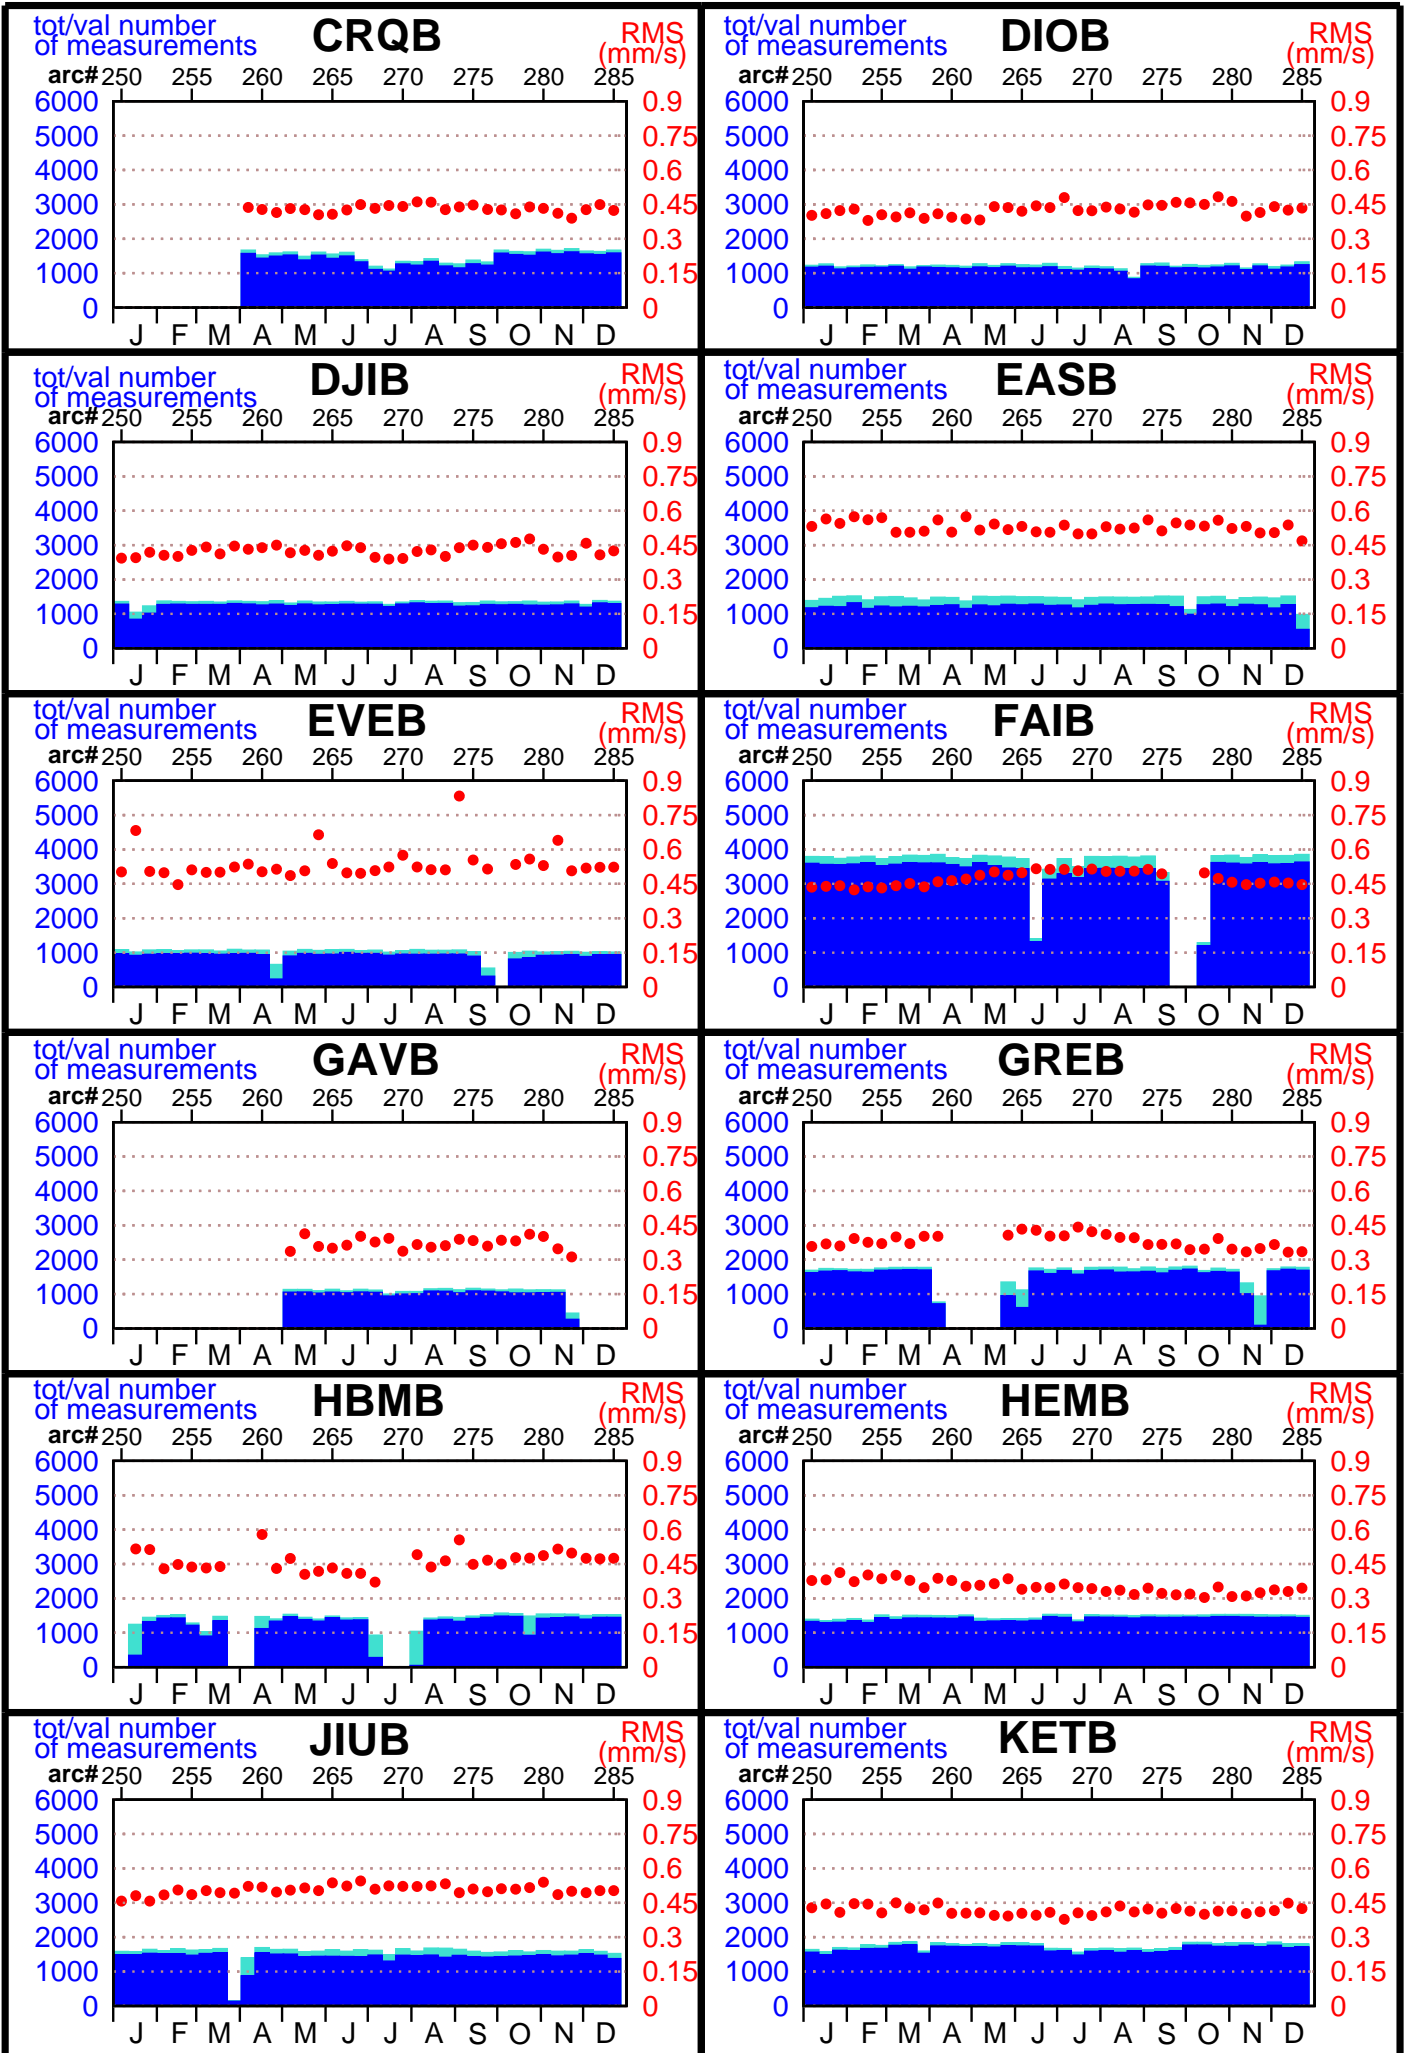 tot/val number
of measurements
CRQB
RMS
(mm/s)
arc# 250 255 260 265 270 275 280 285
6000 0.9
5000 0.75
4000 0.6
3000 0.45
2000 0.3
1000 0.15
0 0
J F M A M J J A S O N D
tot/val number
of measurements
DIOB
RMS
(mm/s)
arc# 250 255 260 265 270 275 280 285
6000 0.9
5000 0.75
4000 0.6
3000 0.45
2000 0.3
1000 0.15
0 0
J F M A M J J A S O N D
tot/val number
of measurements
DJIB
RMS
(mm/s)
arc# 250 255 260 265 270 275 280 285
6000 0.9
5000 0.75
4000 0.6
3000 0.45
2000 0.3
1000 0.15
0 0
J F M A M J J A S O N D
tot/val number
of measurements
EASB
RMS
(mm/s)
arc# 250 255 260 265 270 275 280 285
6000 0.9
5000 0.75
4000 0.6
3000 0.45
2000 0.3
1000 0.15
0 0
J F M A M J J A S O N D
tot/val number
of measurements
EVEB
RMS
(mm/s)
arc# 250 255 260 265 270 275 280 285
6000 0.9
5000 0.75
4000 0.6
3000 0.45
2000 0.3
1000 0.15
0 0
J F M A M J J A S O N D
tot/val number
of measurements
FAIB
RMS
(mm/s)
arc# 250 255 260 265 270 275 280 285
6000 0.9
5000 0.75
4000 0.6
3000 0.45
2000 0.3
1000 0.15
0 0
J F M A M J J A S O N D
tot/val number
of measurements
GAVB
RMS
(mm/s)
arc# 250 255 260 265 270 275 280 285
6000 0.9
5000 0.75
4000 0.6
3000 0.45
2000 0.3
1000 0.15
0 0
J F M A M J J A S O N D
tot/val number
of measurements
GREB
RMS
(mm/s)
arc# 250 255 260 265 270 275 280 285
6000 0.9
5000 0.75
4000 0.6
3000 0.45
2000 0.3
1000 0.15
0 0
J F M A M J J A S O N D
tot/val number
of measurements
HBMB
RMS
(mm/s)
arc# 250 255 260 265 270 275 280 285
6000 0.9
5000 0.75
4000 0.6
3000 0.45
2000 0.3
1000 0.15
0 0
J F M A M J J A S O N D
tot/val number
of measurements
HEMB
RMS
(mm/s)
arc# 250 255 260 265 270 275 280 285
6000 0.9
5000 0.75
4000 0.6
3000 0.45
2000 0.3
1000 0.15
0 0
J F M A M J J A S O N D
tot/val number
of measurements
JIUB
RMS
(mm/s)
arc# 250 255 260 265 270 275 280 285
6000 0.9
5000 0.75
4000 0.6
3000 0.45
2000 0.3
1000 0.15
0 0
J F M A M J J A S O N D
tot/val number
of measurements
KETB
RMS
(mm/s)
arc# 250 255 260 265 270 275 280 285
6000 0.9
5000 0.75
4000 0.6
3000 0.45
2000 0.3
1000 0.15
0 0
J F M A M J J A S O N D